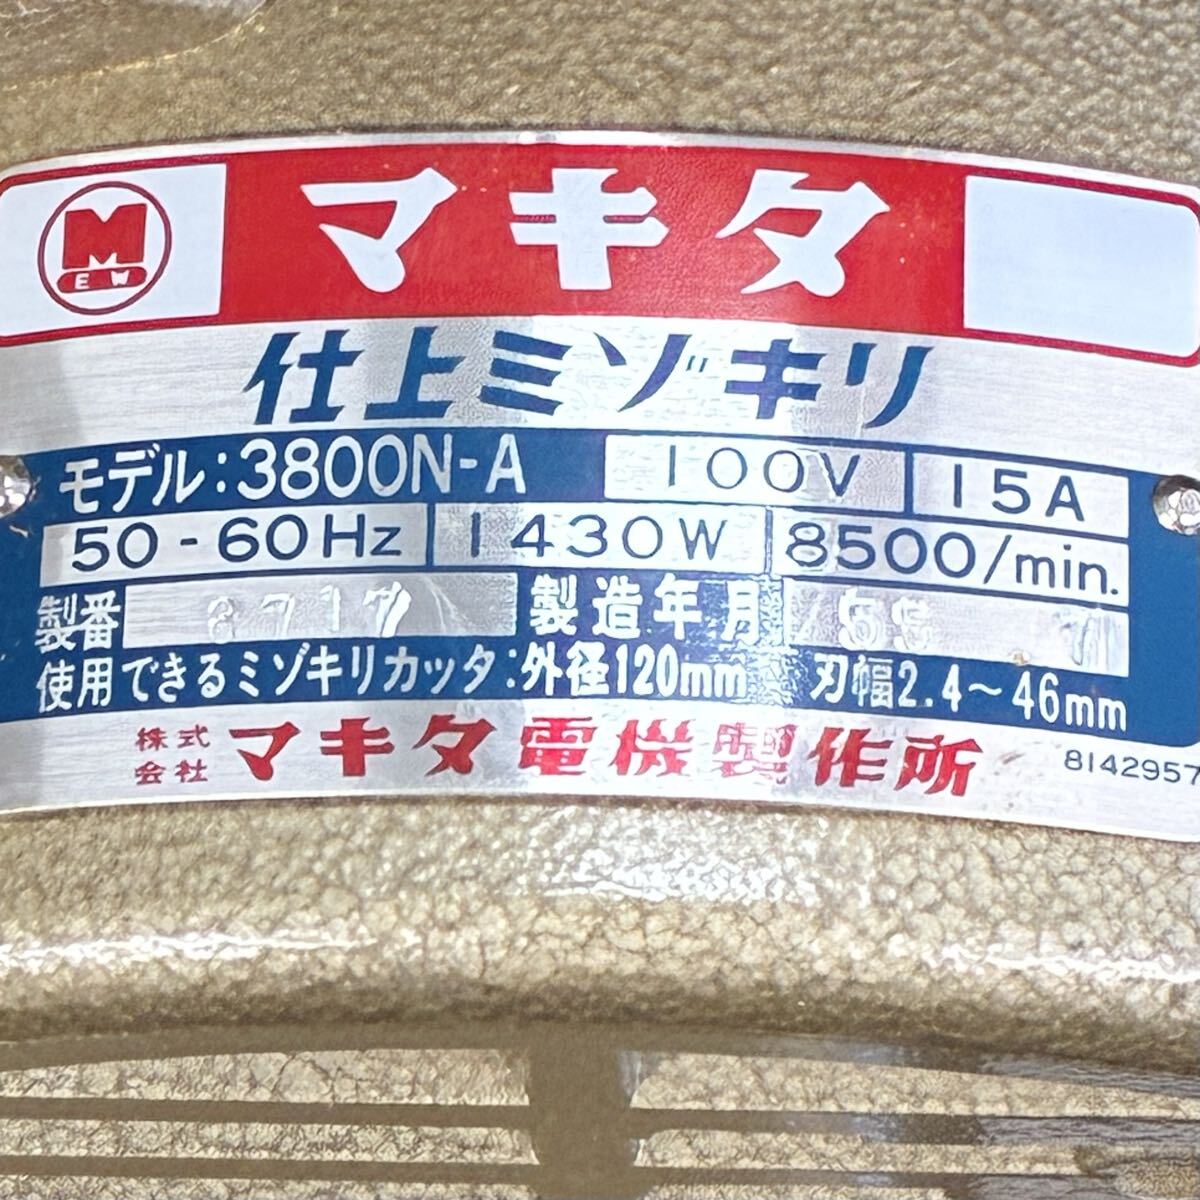 M
EW
マキタ
仕上ミゾキリ
モデル:3800N-A 100V 15A
50-60Hz 1430W 8500/min.
製番 製造年月
使用できるミゾキリカッタ:外径120mm 刃幅2.4〜46mm
株式会社 マキタ電機製作所 8142957